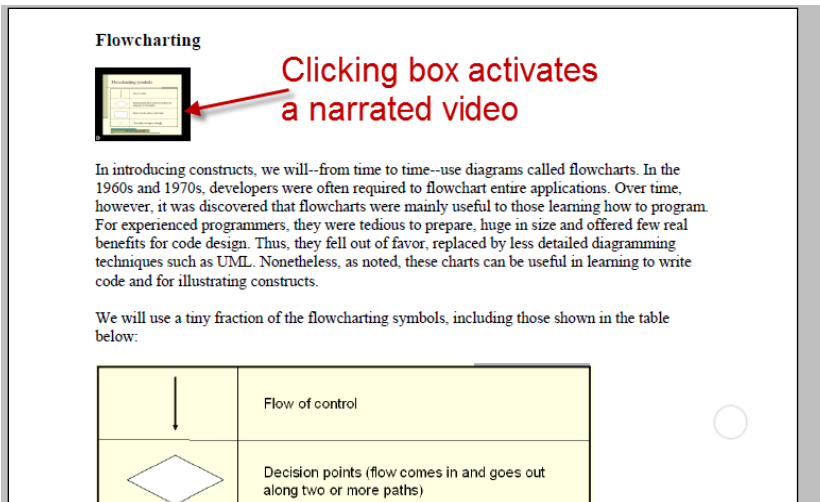 Flowcharting
Clicking box activates
a narrated video
In introducing constructs, we will--from time to time--use diagrams called flowcharts. In the
1960s and 1970s, developers were often required to flowchart entire applications. Over time,
however, it was discovered that flowcharts were mainly useful to those learning how to program.
For experienced programmers, they were tedious to prepare, huge in size and offered few real
benefits for code design. Thus, they fell out of favor, replaced by less detailed diagramming
techniques such as UML. Nonetheless, as noted, these charts can be useful in learning to write
code and for illustrating constructs.
We will use a tiny fraction of the flowcharting symbols, including those shown in the table
below:
Flow of control
Decision points (flow comes in and goes out
along two or more paths)